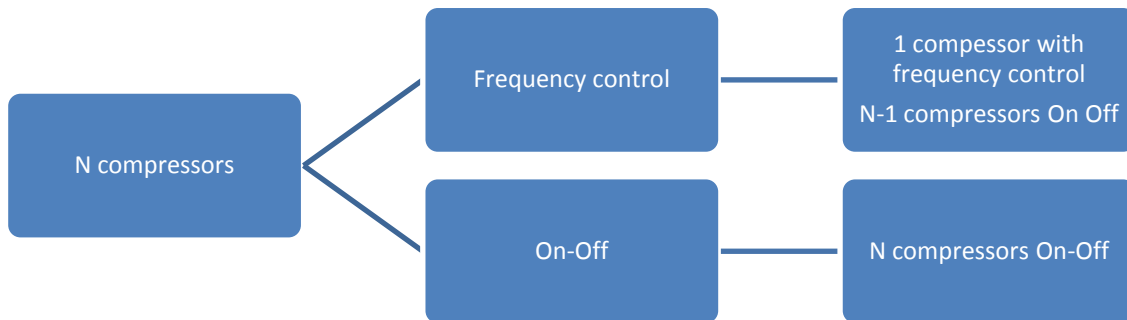 N compressors
Frequency control
1 compessor with
frequency control
N-1 compressors On Off
On-Off
N compressors On-Off